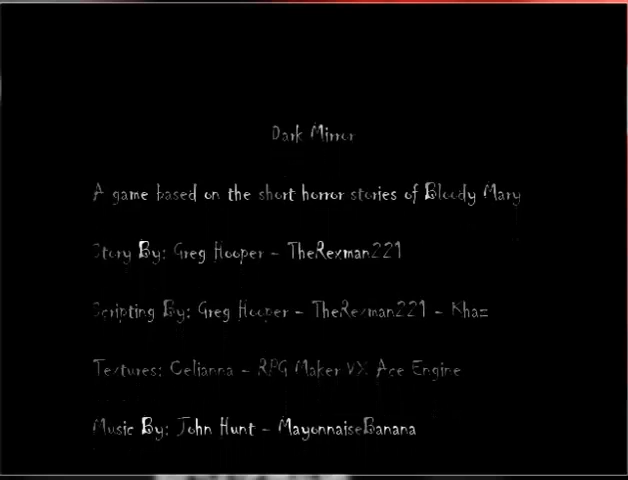 Dark Mirror
A game based on the short horror stories of Bloody Mary
Story By: Greg Hooper - TheRexman221
Scripting By: Greg Hooper - TheRexman221 - Khaz
Textures: Celianna - RPG Maker VX Ace Engine
Music By: John Hunt - MayonnaiseBanana